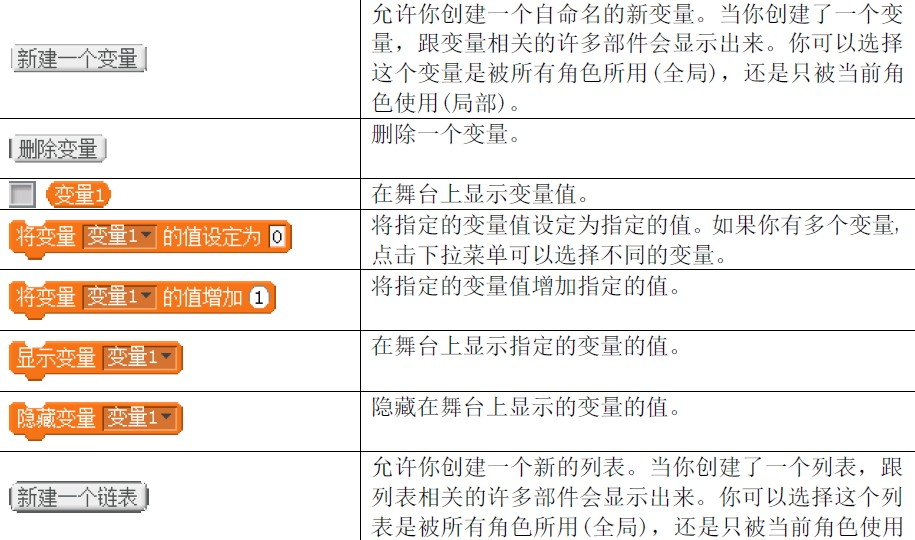 新建一个变量
允许你创建一个自命名的新变量。当你创建了一个变
量，跟变量相关的许多部件会显示出来。你可以选择
这个变量是被所有角色所用(全局)，还是只被当前角
色使用(局部)。
删除变量
删除一个变量。
变量1
在舞台上显示变量值。
将变量 变量1 的值设定为 0
将指定的变量值设定为指定的值。如果你有多个变量,
点击下拉菜单可以选择不同的变量。
将变量 变量1 的值增加 1
将指定的变量值增加指定的值。
显示变量 变量1
在舞台上显示指定的变量的值。
隐藏变量 变量1
隐藏在舞台上显示的变量的值。
新建一个链表
允许你创建一个新的列表。当你创建了一个列表，跟
列表相关的许多部件会显示出来。你可以选择这个列
表是被所有角色所用(全局)，还是只被当前角色使用